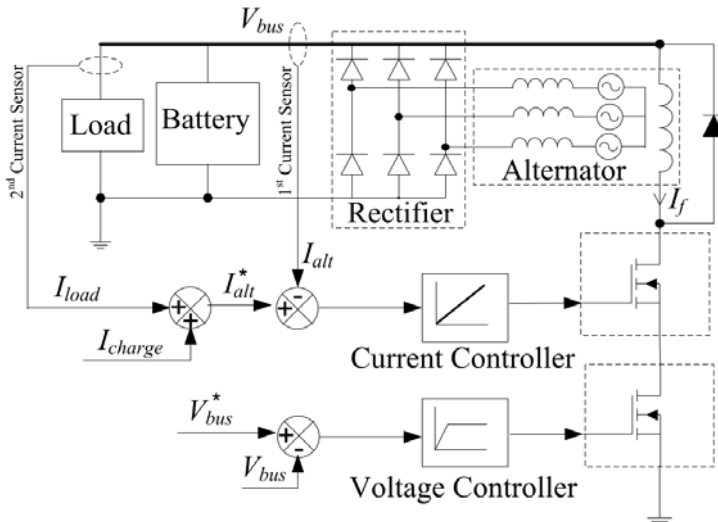 V_bus
2nd Current Sensor
Load
Battery
1st Current Sensor
Rectifier
Alternator
I_f
I_alt
I_load
I*_alt
I_charge
Current Controller
V*_bus
V_bus
Voltage Controller